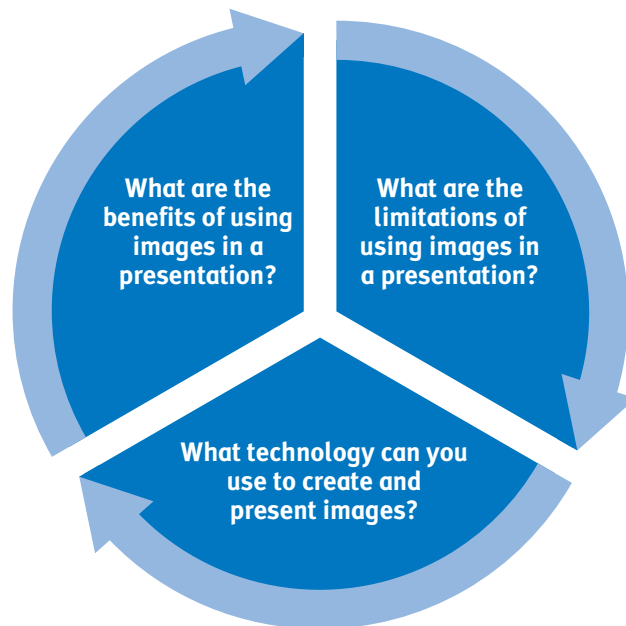 What are the
benefits of using
images in a
presentation?
What are the
limitations of
using images in
a presentation?
What technology can you
use to create and
present images?